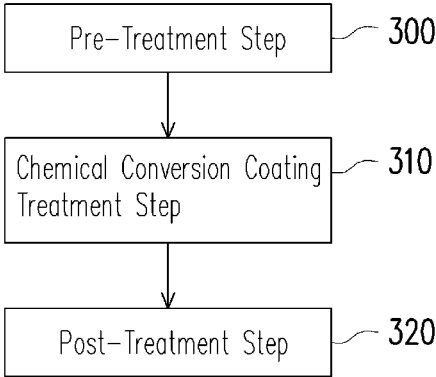 Pre-Treatment Step
300
Chemical Conversion Coating
Treatment Step
310
Post-Treatment Step
320